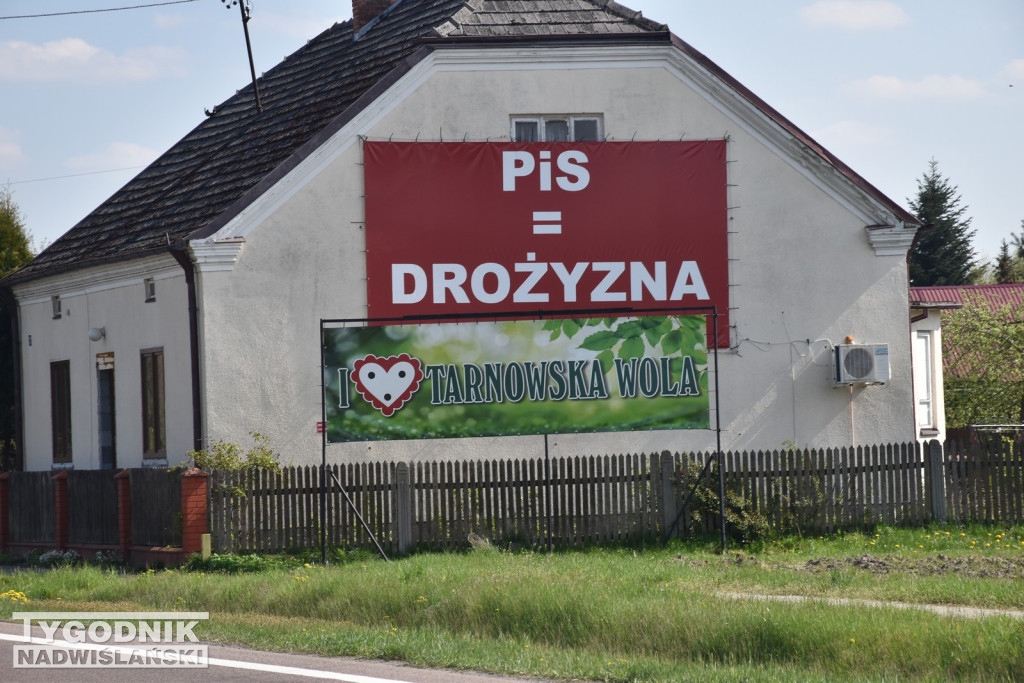 PiS
=
DROŻYZNA
I TARNOWSKA WOLA
TYGODNIK
NADWIŚLAŃSKI